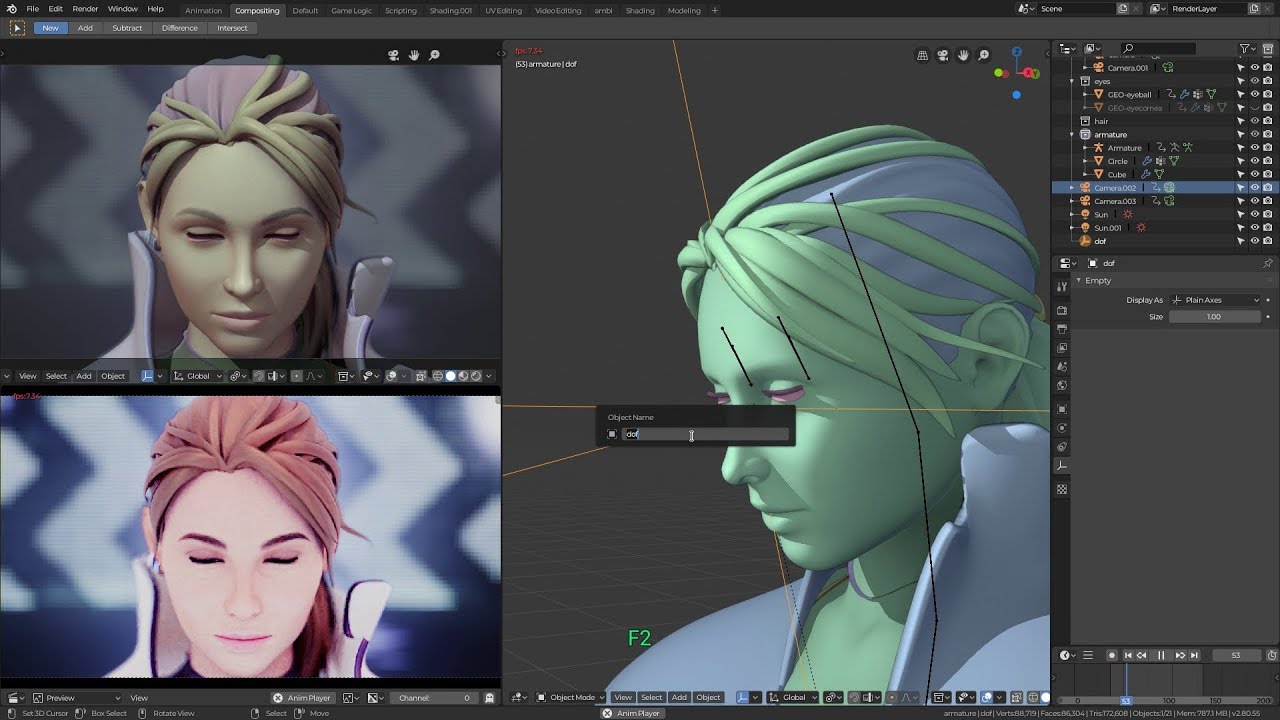 File Edit Render Window Help
Animation Compositing Default Game Logic Scripting Shading.001 UV Editing Video Editing ambi Shading Modeling +
Scene
RenderLayer
New Add Subtract Difference Intersect
fps: 7.34
(53) armature | dof
Z
X
Y
Camera.001
eyes
GEO-eyeball
GEO-eyecornea
hair
armature
Armature
Circle
Cube
Camera.002
Camera.003
Sun
Sun.001
dof
dof
Empty
Display As Plain Axes
Size 1.00
View Select Add Object Global
fps: 7.34
Object Name
dof
F2
Preview View Anim Player Channel: 0
Object Mode View Select Add Object Global
53
53 100 150 200
Set 3D Cursor Box Select Rotate View Select Move Anim Player
armature | dof | Verts:88,719 | Faces:86,304 | Tris:172,608 | Objects:1/21 | Mem: 787.3 MB | v2.80.55